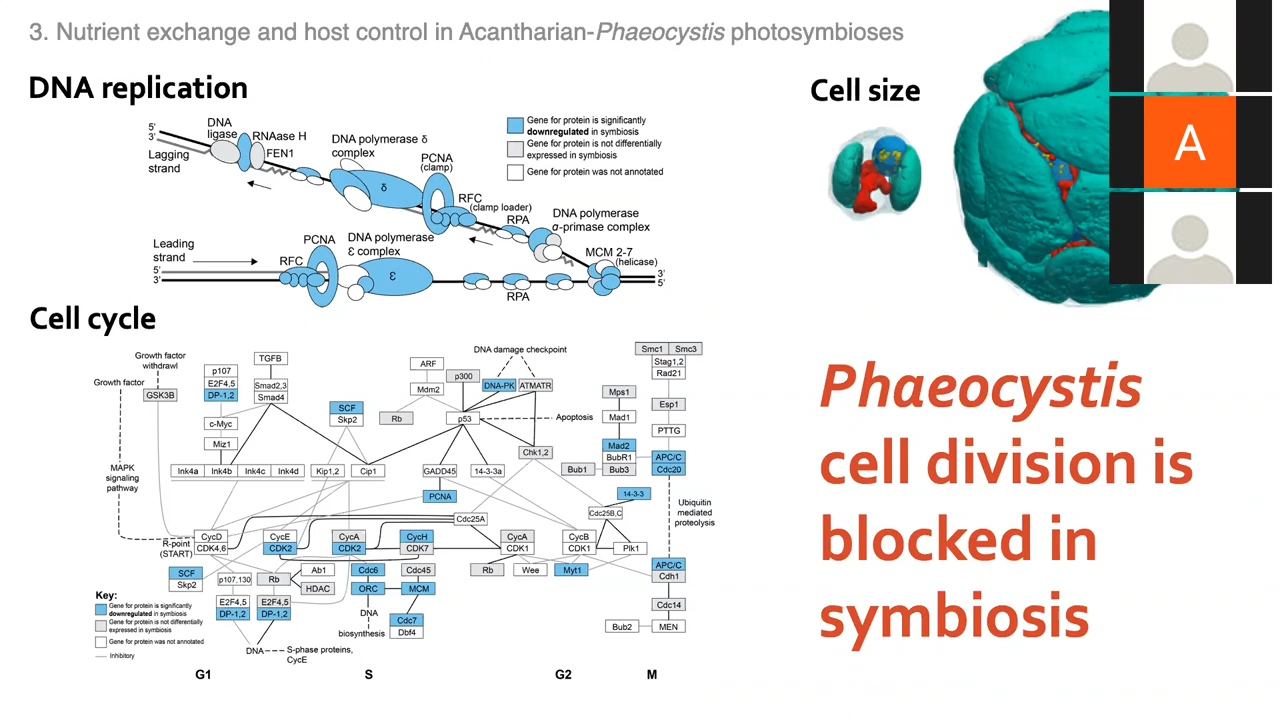 3. Nutrient exchange and host control in Acantharian-Phaeocystis photosymbioses
DNA replication
Cell size
A
5'
3'
DNA
ligase
RNAase H
FEN1
Lagging
strand
DNA polymerase δ
complex
δ
PCNA
(clamp)
RFC
(clamp loader)
RPA
DNA polymerase
α-primase complex
MCM 2-7
(helicase)
Gene for protein is significantly
downregulated in symbiosis
Gene for protein is not differentially
expressed in symbiosis
Gene for protein was not annotated
Leading
strand
5'
3'
RFC
PCNA
DNA polymerase
Ɛ complex
Ɛ
RPA
3'
5'
Cell cycle
Growth factor
withdrawl
Growth factor
GSK3B
p107
E2F4,5
DP-1,2
c-Myc
Miz1
TGFB
Smad2,3
Smad4
SCF
Skp2
Rb
ARF
Mdm2
p300
DNA damage checkpoint
DNA-PK
ATMATR
p53
Apoptosis
Chk1,2
Mps1
Mad1
Mad2
BubR1
Bub3
Bub1
Smc1
Smc3
Stag1,2
Rad21
Esp1
PTTG
APC/C
Cdc20
MAPK
signaling
pathway
Ink4a
Ink4b
Ink4c
Ink4d
Kip1,2
Cip1
GADD45
14-3-3a
PCNA
14-3-3
Cdc25A
Cdc25B,C
Ubiquitin
mediated
proteolysis
R-point
(START)
CycD
CDK4,6
CycE
CDK2
CycA
CDK2
CycH
CDK7
CycA
CDK1
CycB
CDK1
Plk1
SCF
Skp2
p107,130
Rb
Ab1
HDAC
Cdc6
ORC
Cdc45
MCM
Rb
Wee
Myt1
APC/C
Cdh1
E2F4,5
DP-1,2
E2F4,5
DP-1,2
DNA
biosynthesis
Cdc7
Dbf4
Cdc14
Bub2
MEN
DNA
S-phase proteins,
CycE
Key:
Gene for protein is significantly
downregulated in symbiosis
Gene for protein is not differentially
expressed in symbiosis
Gene for protein was not annotated
Inhibitory
G1
S
G2
M
Phaeocystis
cell division is
blocked in
symbiosis